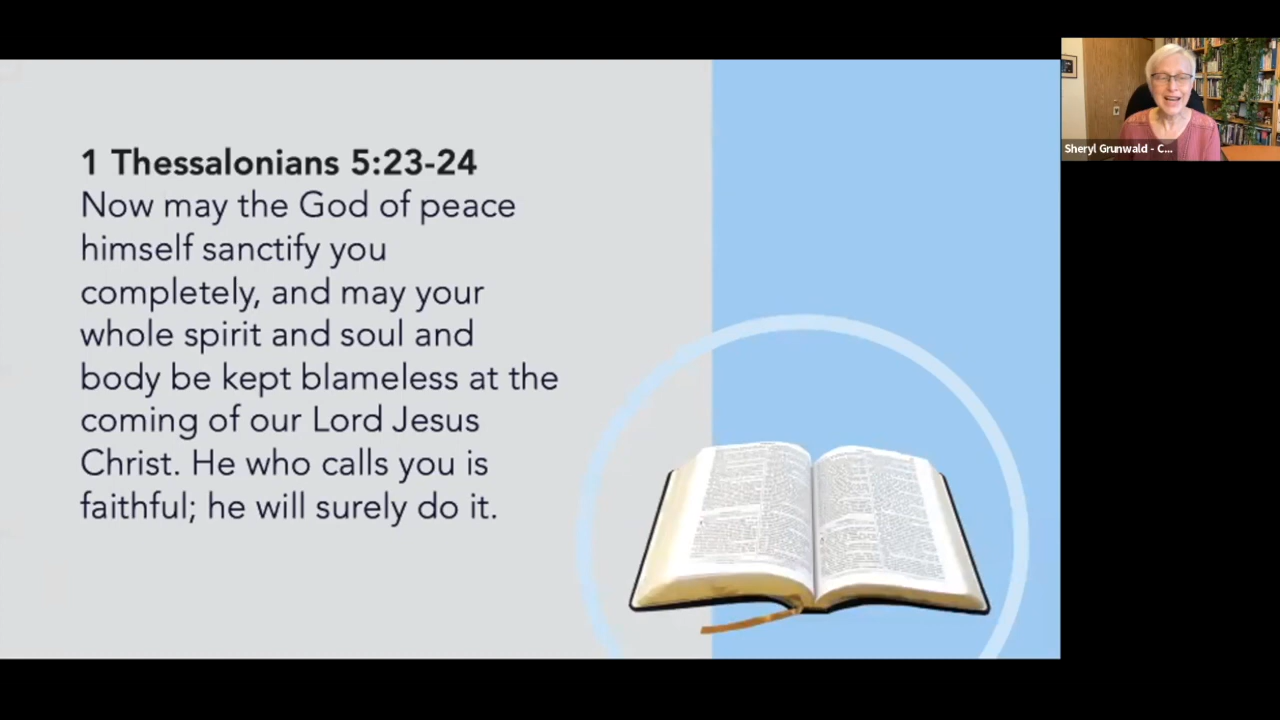 1 Thessalonians 5:23-24
Now may the God of peace
himself sanctify you
completely, and may your
whole spirit and soul and
body be kept blameless at the
coming of our Lord Jesus
Christ. He who calls you is
faithful; he will surely do it.
Sheryl Grunwald - C...